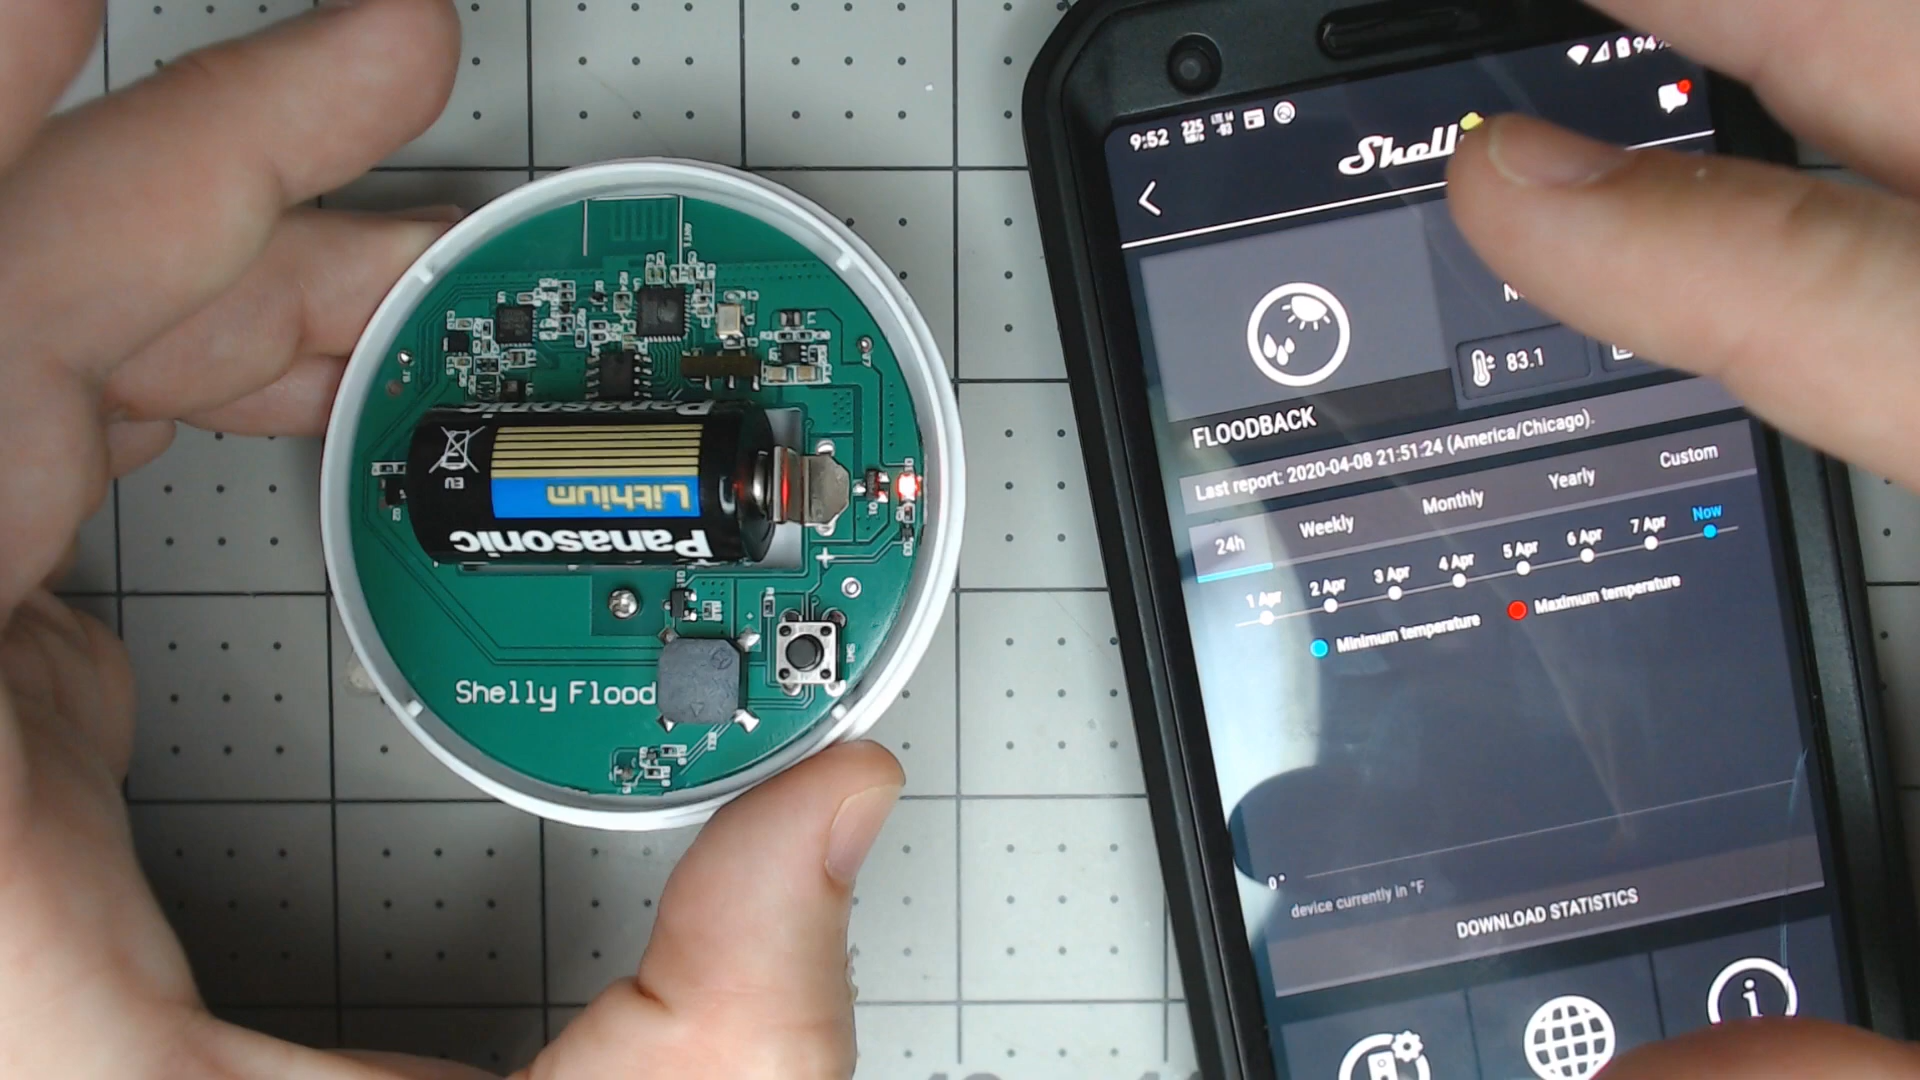 Lithium
EU
Panasonic
Shelly Flood
9:52
94
Shell
83.1
FLOODBACK
Last report: 2020-04-08 21:51:24 (America/Chicago).
24h Weekly Monthly Yearly Custom
1 Apr 2 Apr 3 Apr 4 Apr 5 Apr 6 Apr 7 Apr Now
Minimum temperature Maximum temperature
0°
device currently in °F
DOWNLOAD STATISTICS